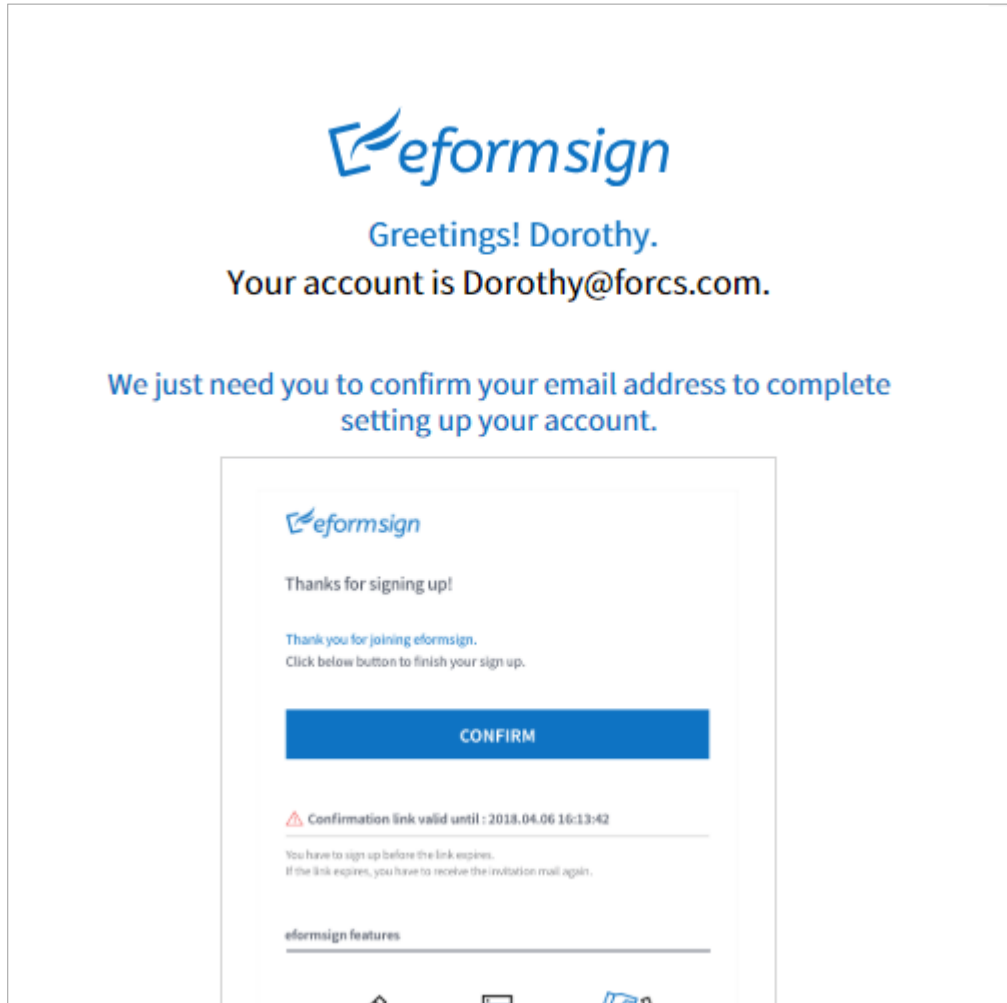 eformsign
Greetings! Dorothy.
Your account is Dorothy@forcs.com.
We just need you to confirm your email address to complete
setting up your account.
eformsign
Thanks for signing up!
Thank you for joining eformsign.
Click below button to finish your sign up.
CONFIRM
Confirmation link valid until : 2018.04.06 16:13:42
You have to sign up before the link expires.
If the link expires, you have to receive the invitation mail again.
eformsign features